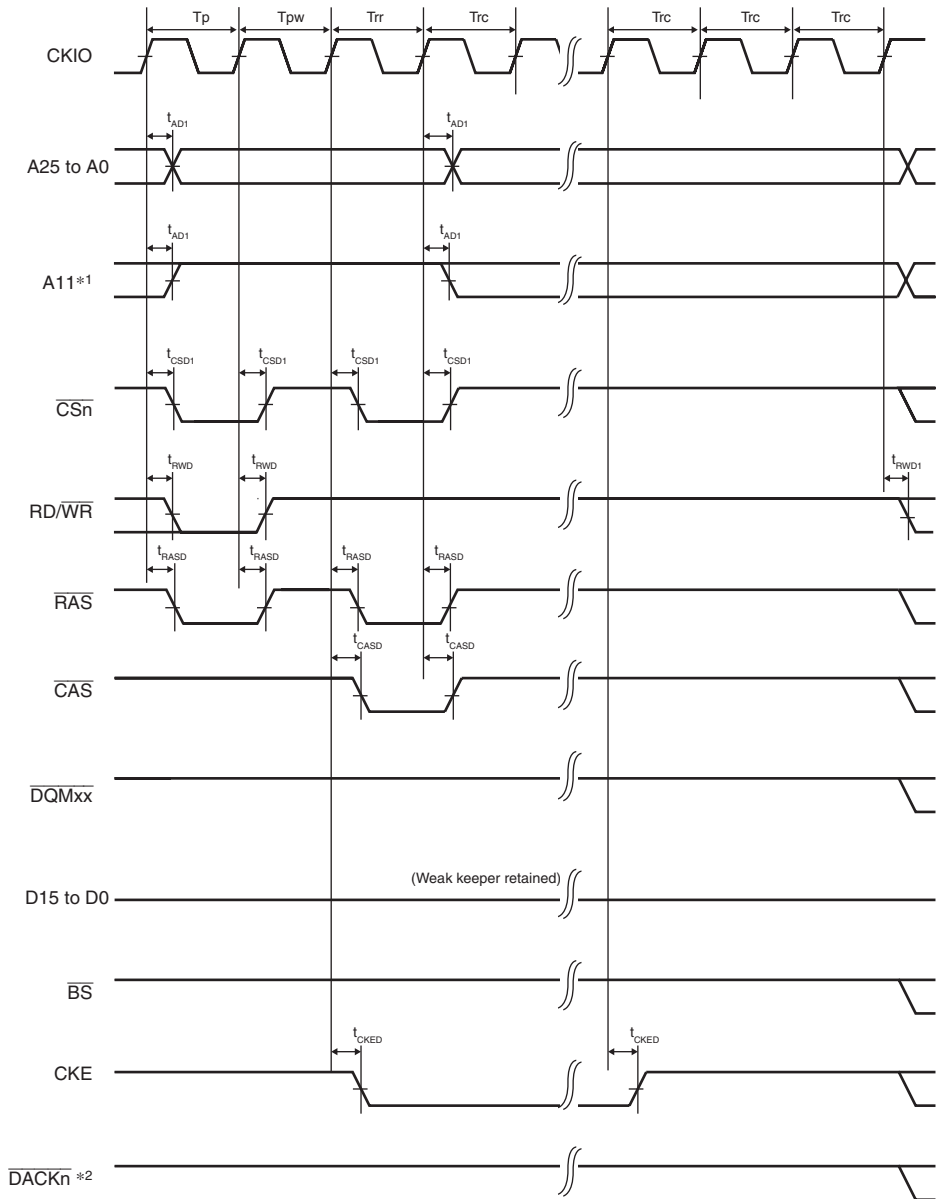 Tp Tpw Trr Trc Trc Trc Trc
CKIO
tAD1 tAD1
A25 to A0
tAD1 tAD1
A11*1
tCSD1 tCSD1 tCSD1 tCSD1
CSn
tRWD tRWD tRWD1
RD/WR
tRASD tRASD tRASD tRASD
RAS
tCASD tCASD
CAS
DQMxx
(Weak keeper retained)
D15 to D0
BS
tCKED tCKED
CKE
DACKn *2